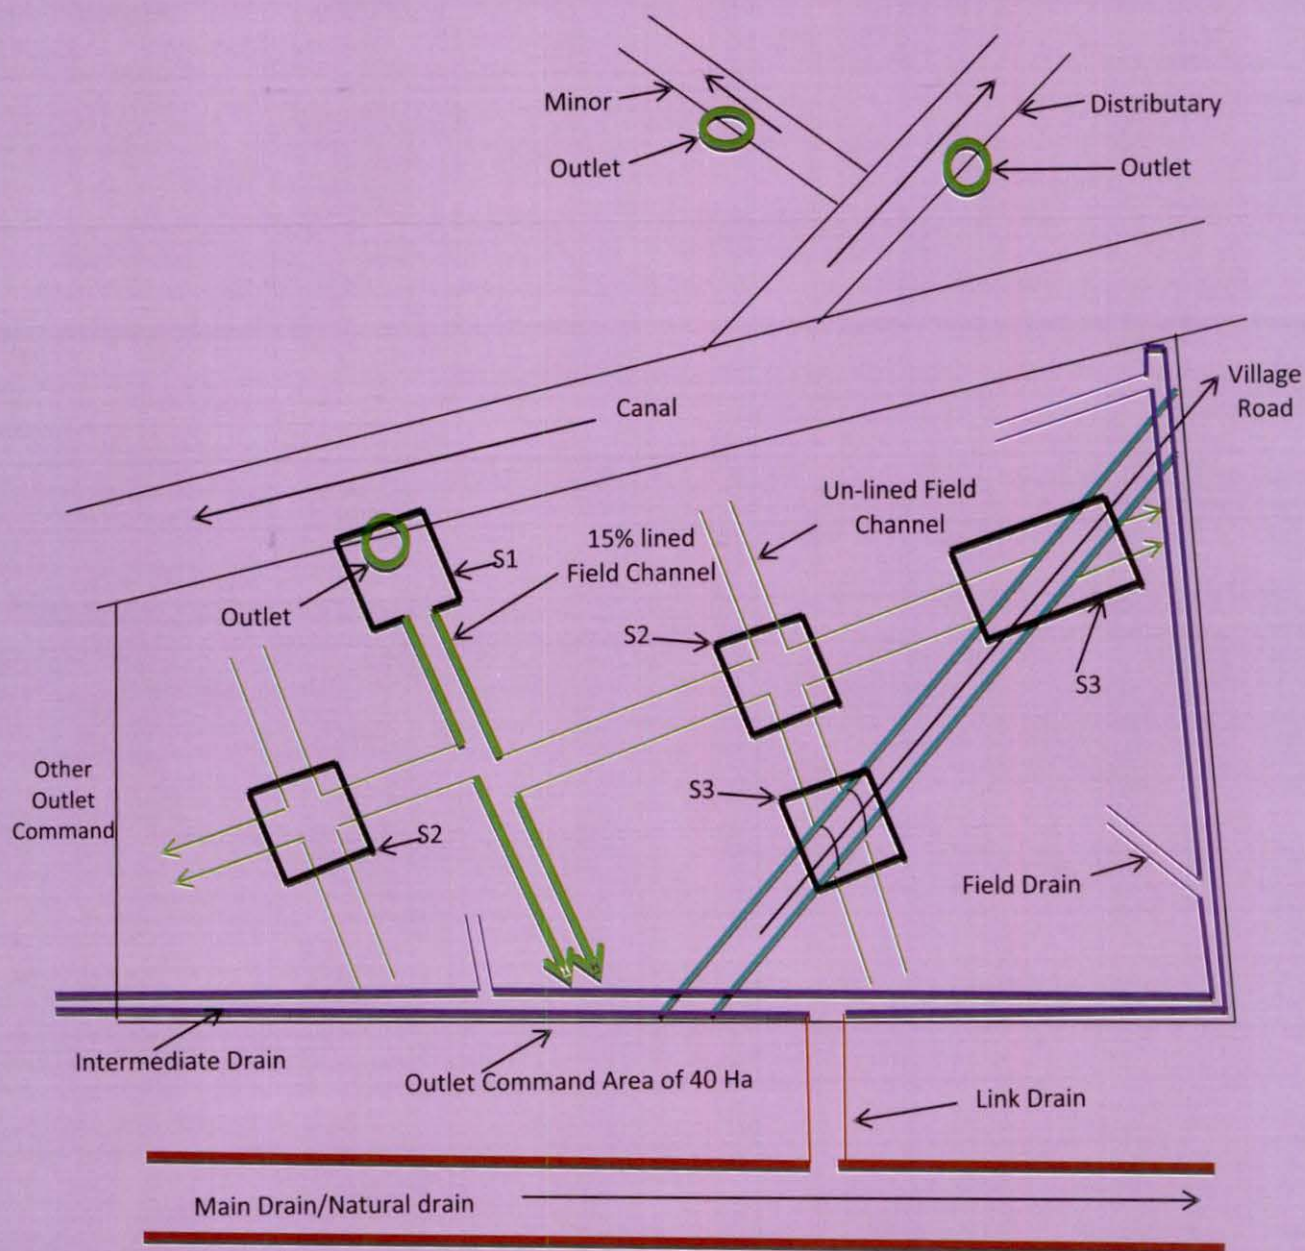 Minor
Distributary
Outlet
Outlet
Village
Road
Canal
Un-lined Field
Channel
15% lined
Field Channel
S1
Outlet
S2
S3
S3
Other
Outlet
Command
S2
Field Drain
Intermediate Drain
Outlet Command Area of 40 Ha
Link Drain
Main Drain/Natural drain